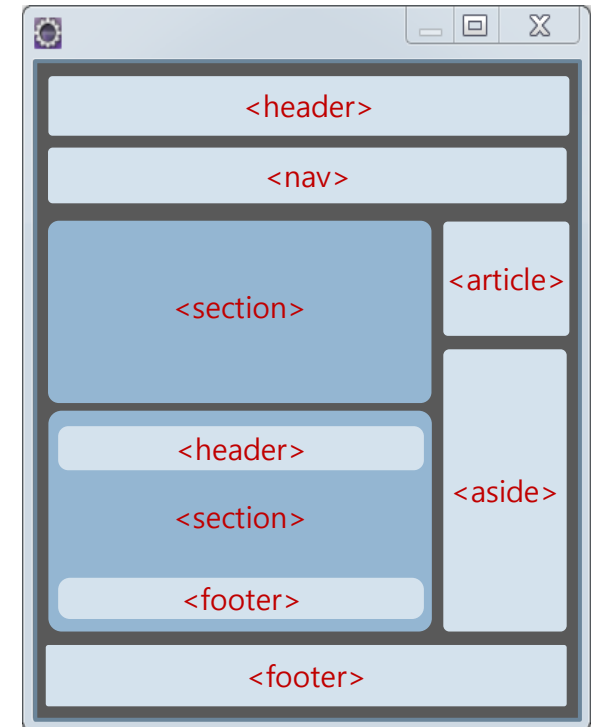 <header>
<nav>
<section>
<article>
<header>
<section>
<footer>
<aside>
<footer>